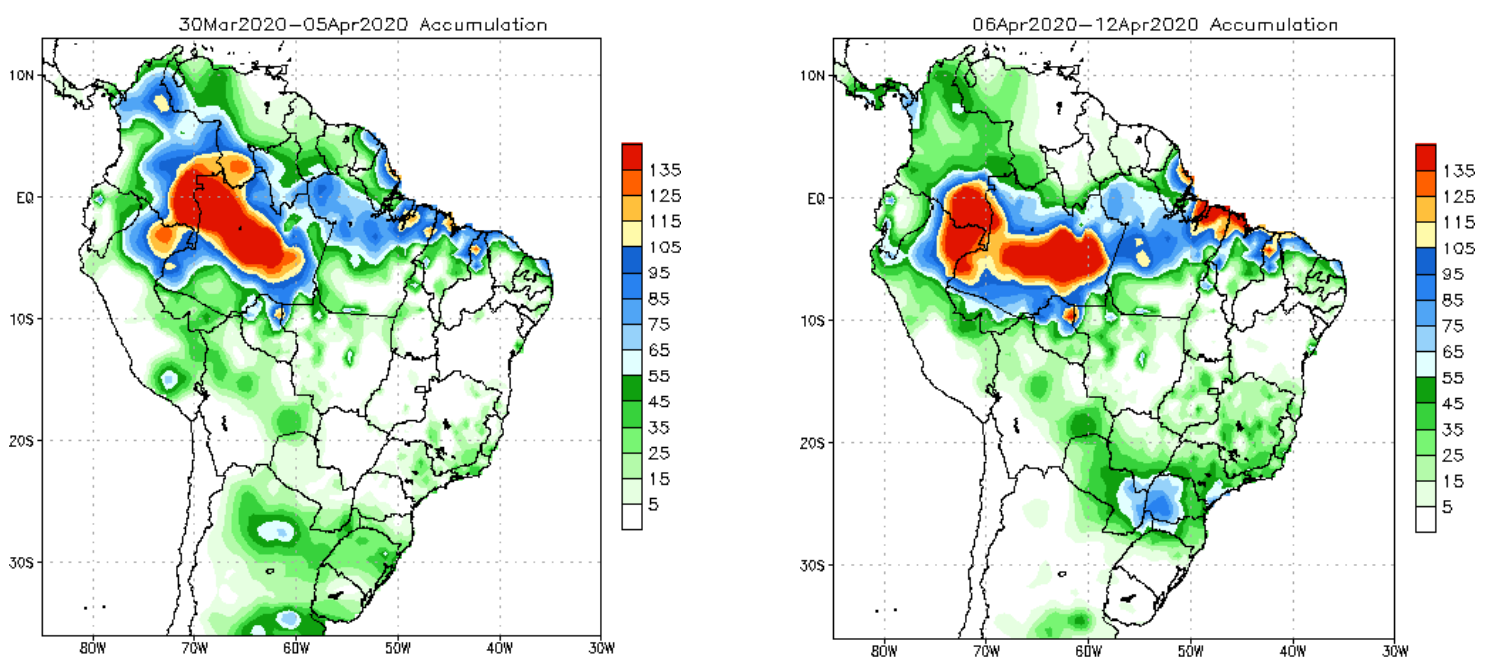 30Mar2020-05Apr2020 Accumulation
10N
EQ
10S
20S
30S
80W
70W
60W
50W
40W
30W
135
125
115
105
95
85
75
65
55
45
35
25
15
5
06Apr2020-12Apr2020 Accumulation
10N
EQ
10S
20S
30S
80W
70W
60W
50W
40W
30W
135
125
115
105
95
85
75
65
55
45
35
25
15
5